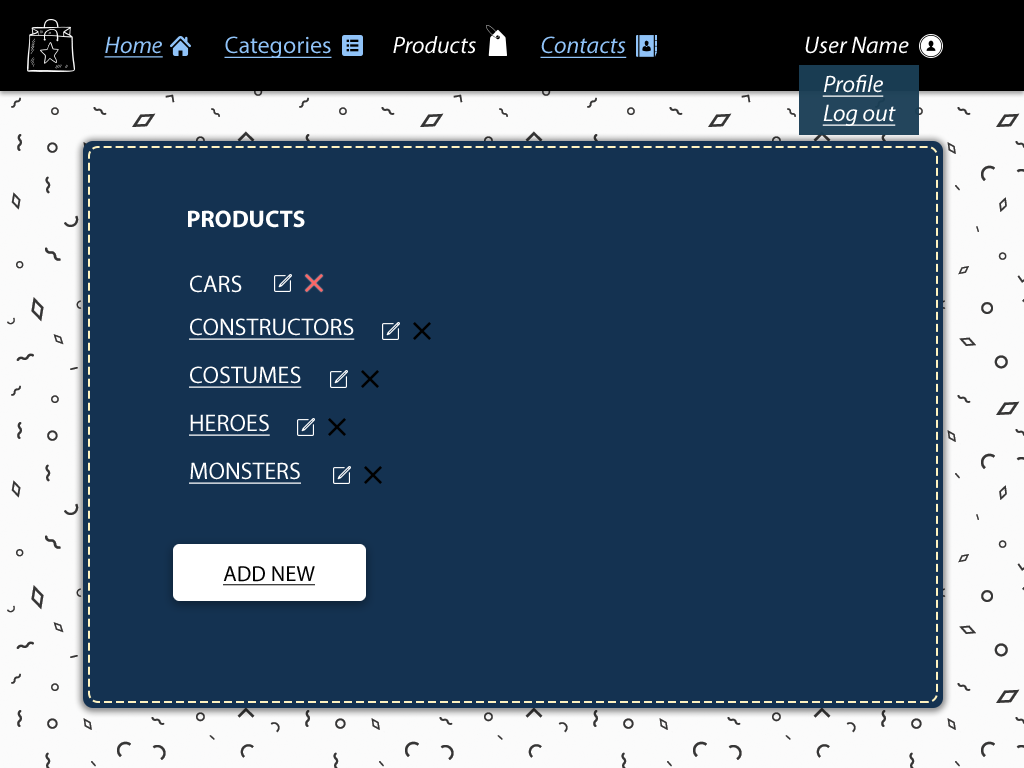 Home Categories Products Contacts User Name
Profile
Log out
PRODUCTS
CARS
CONSTRUCTORS
COSTUMES
HEROES
MONSTERS
ADD NEW